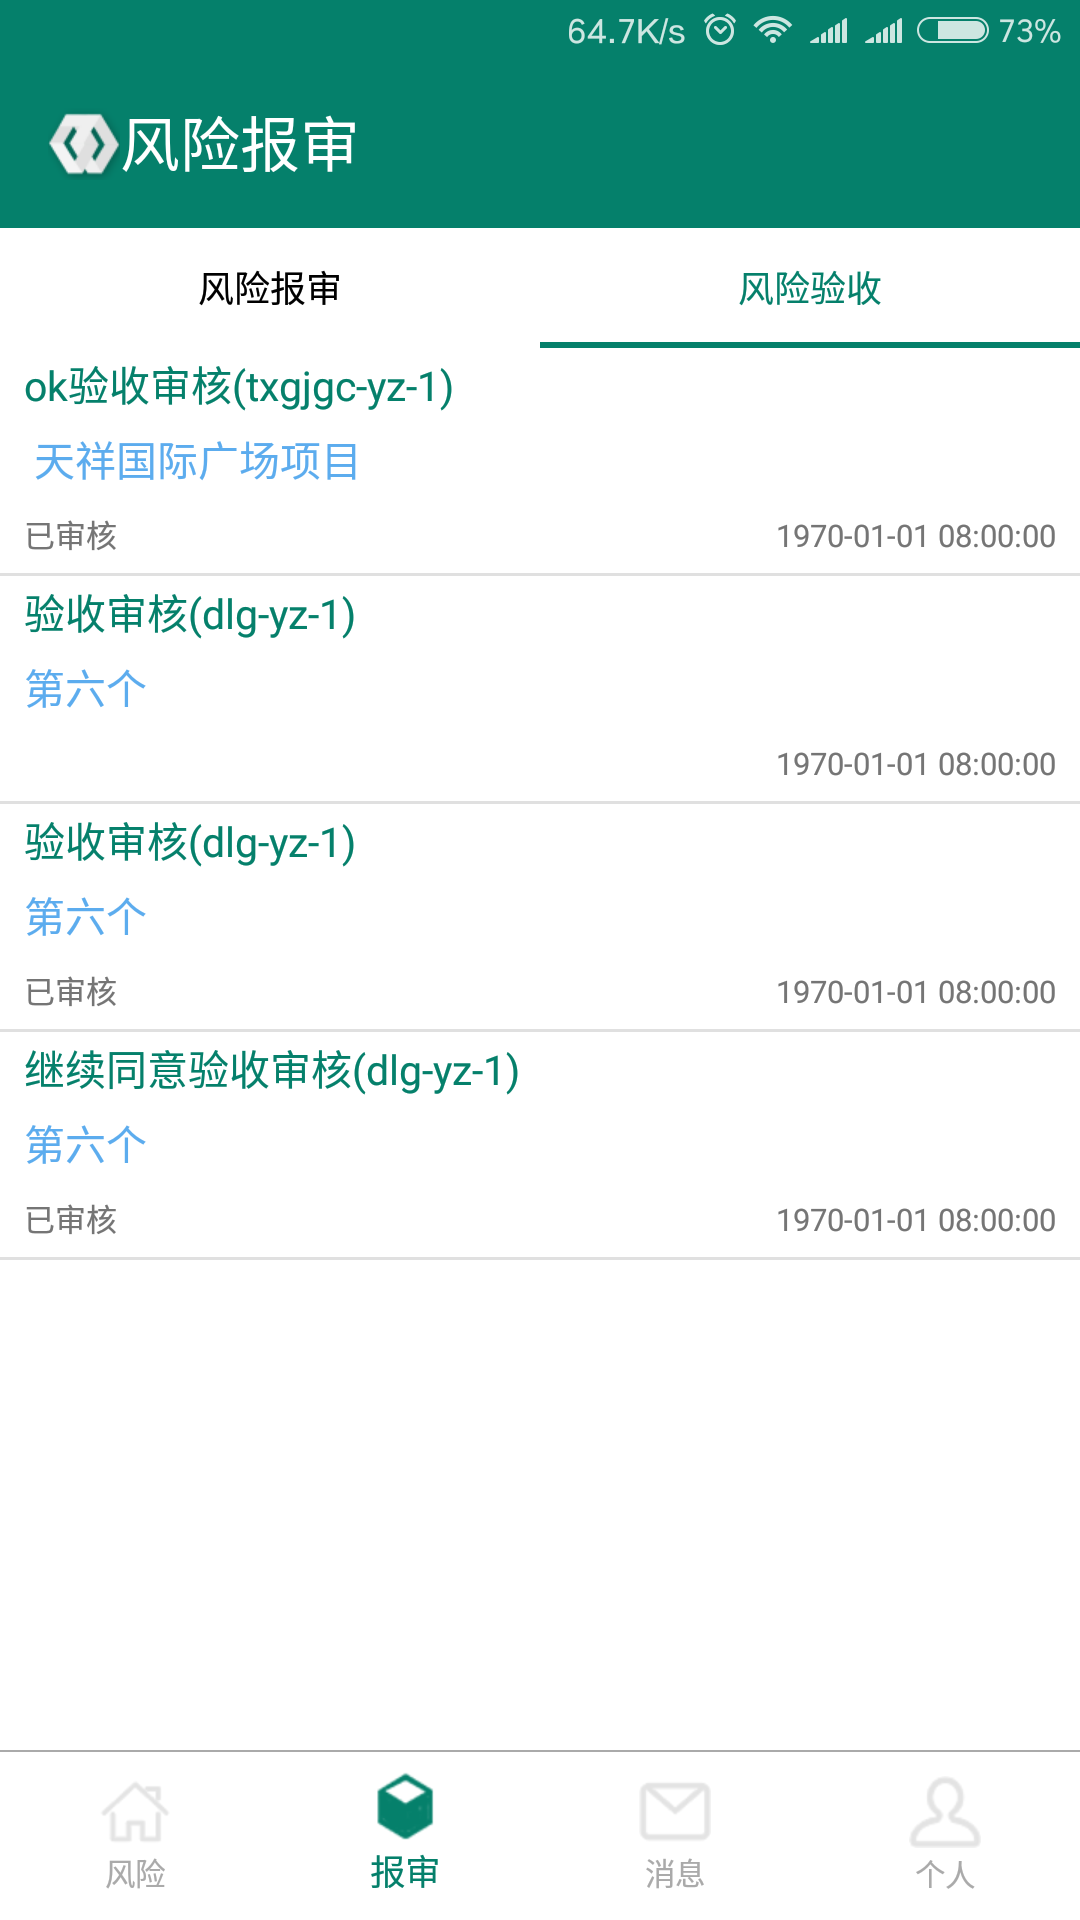 64.7K/s 73%
风险报审
风险报审 风险验收
ok验收审核(txgjgc-yz-1)
天祥国际广场项目
已审核 1970-01-01 08:00:00
验收审核(dlg-yz-1)
第六个
1970-01-01 08:00:00
验收审核(dlg-yz-1)
第六个
已审核 1970-01-01 08:00:00
继续同意验收审核(dlg-yz-1)
第六个
已审核 1970-01-01 08:00:00
风险 报审 消息 个人